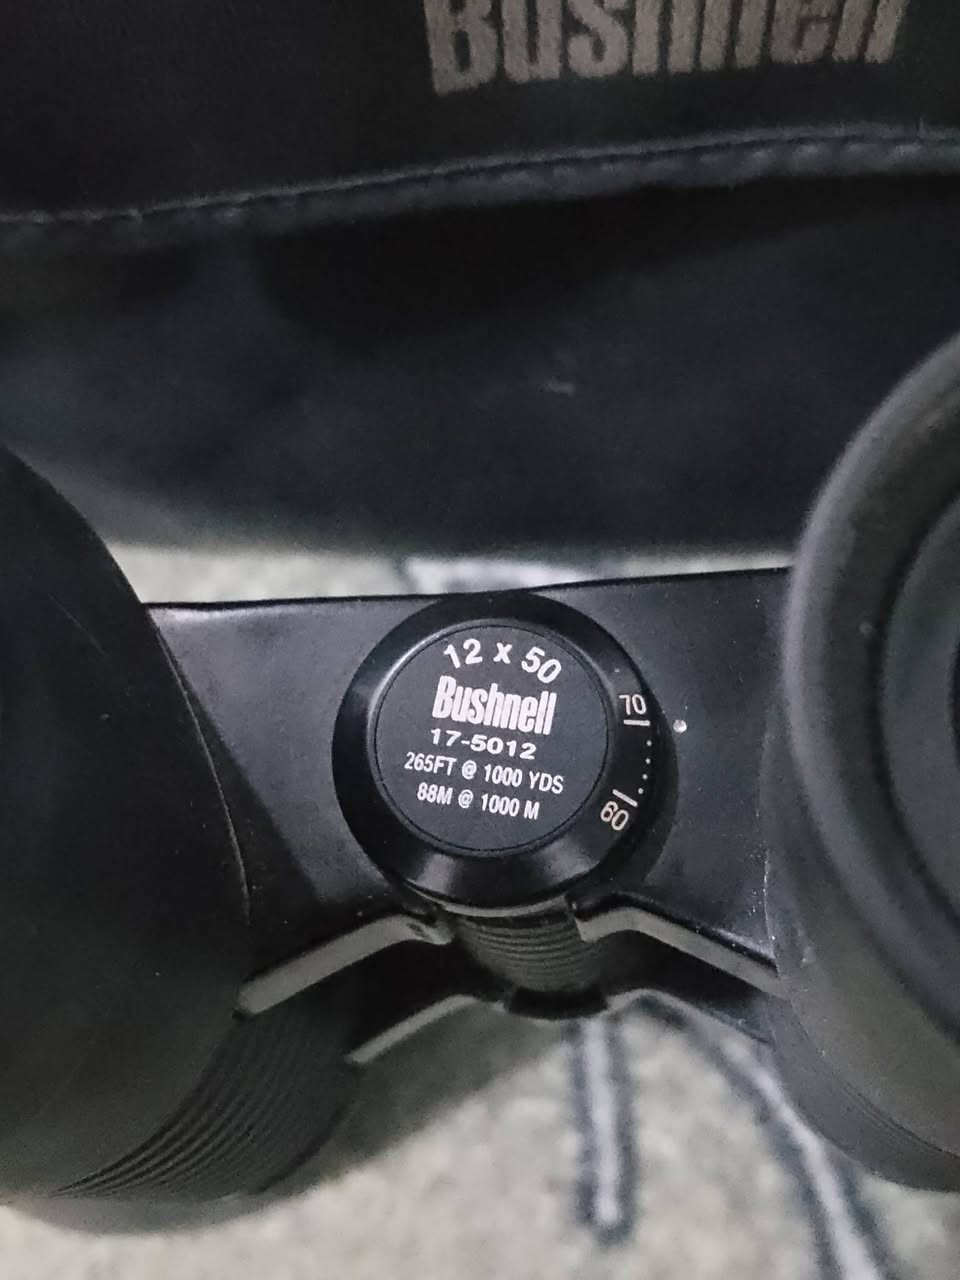 Bushnell
12 x 50
Bushnell
17-5012
265FT @ 1000 YDS
88M @ 1000 M
70
60